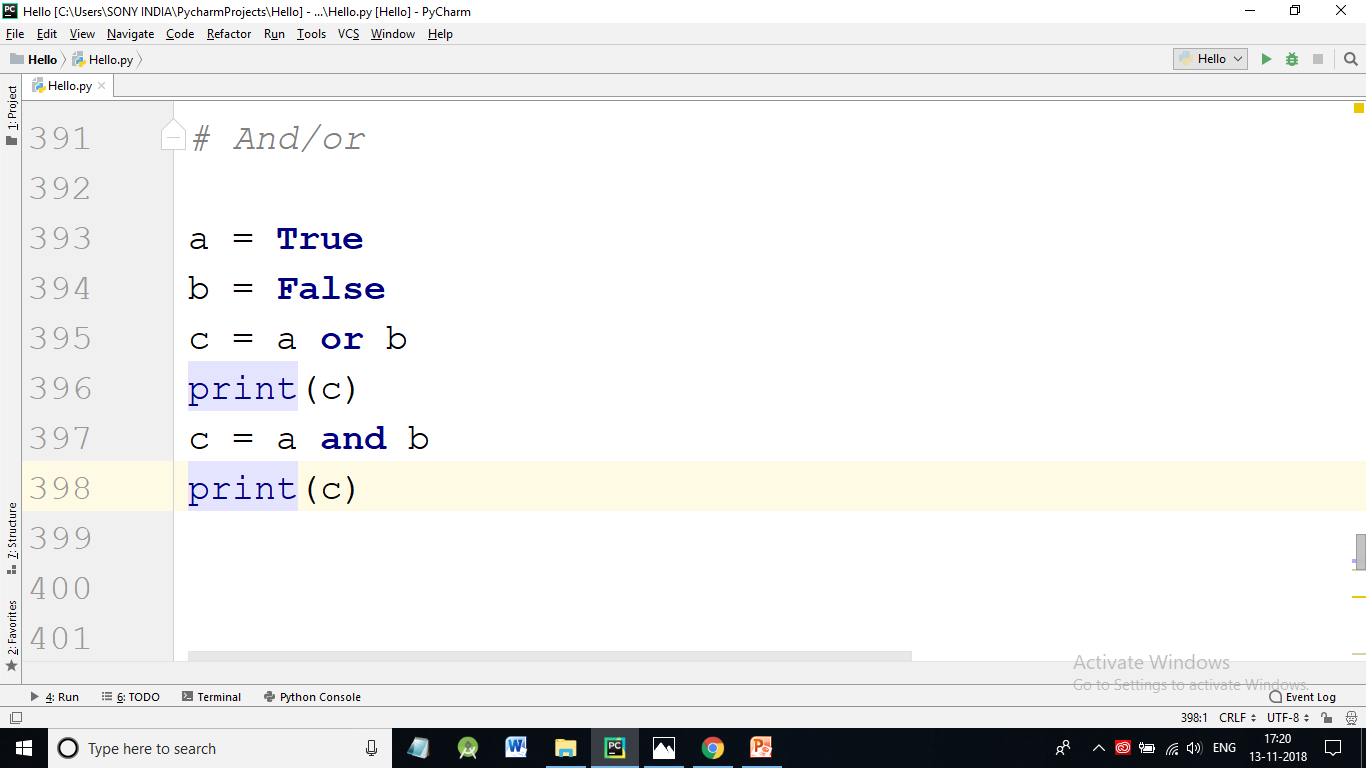 Hello [C:\Users\SONY INDIA\PycharmProjects\Hello] - ...\Hello.py [Hello] - PyCharm
File Edit View Navigate Code Refactor Run Tools VCS Window Help
Hello Hello.py Hello
Hello.py
1: Project
7: Structure
2: Favorites
391 # And/or
392
393 a = True
394 b = False
395 c = a or b
396 print(c)
397 c = a and b
398 print(c)
399
400
401
Activate Windows
Go to Settings to activate Windows.
4: Run 6: TODO Terminal Python Console Event Log
398:1 CRLF UTF-8
Type here to search
ENG 17:20
13-11-2018